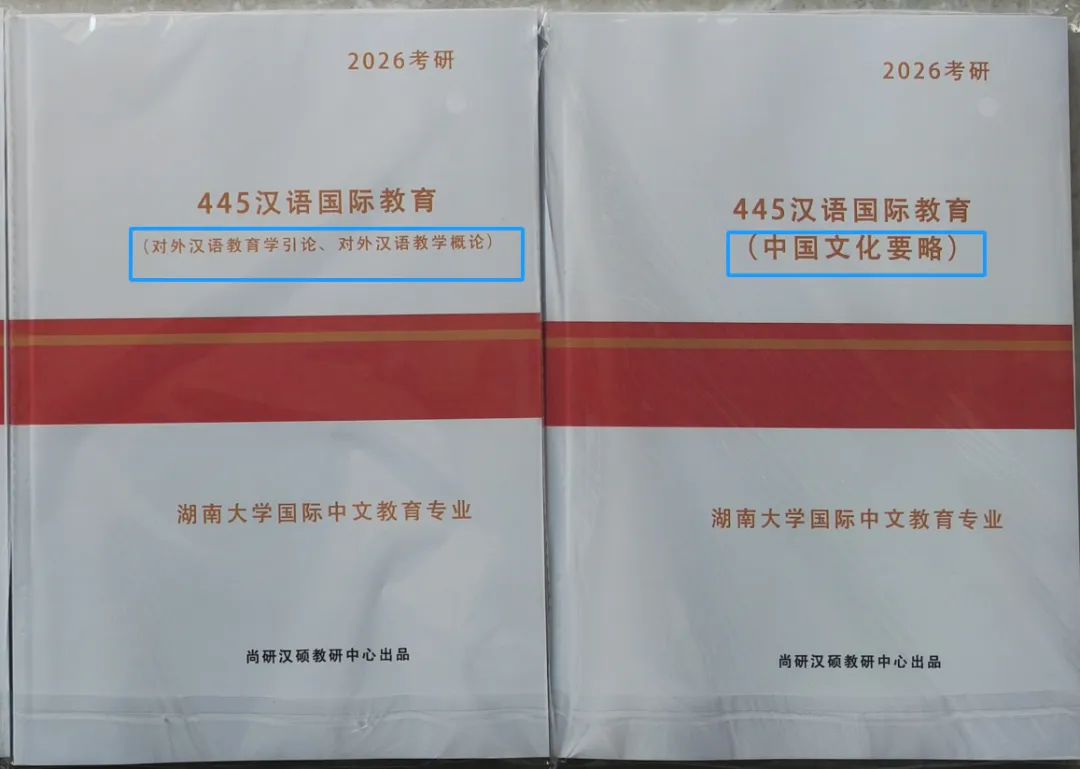 2026考研
445汉语国际教育
(对外汉语教育学引论、对外汉语教学概论)
湖南大学国际中文教育专业
尚研汉硕教研中心出品
2026考研
445汉语国际教育
(中国文化要略)
湖南大学国际中文教育专业
尚研汉硕教研中心出品